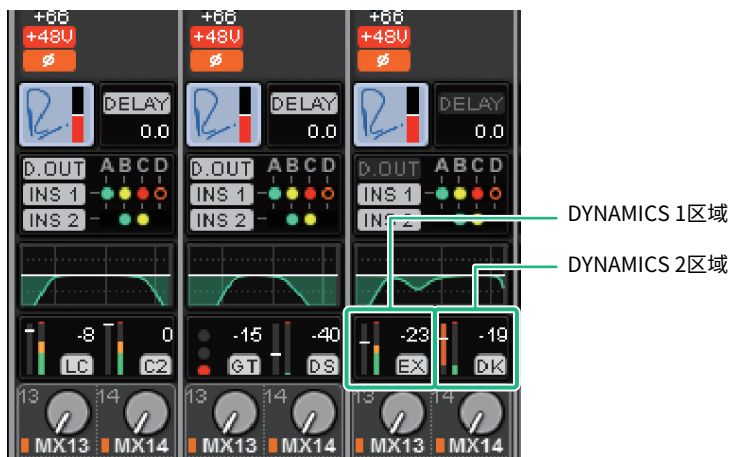 +66 +66 +66
+48V +48V +48V
ø ø ø
DELAY DELAY DELAY
0.0 0.0 0.0
D.OUT A B C D D.OUT A B C D D.OUT A B C D
INS 1 INS 1 INS 1
INS 2 INS 2 INS 2
DYNAMICS 1区域
DYNAMICS 2区域
-8 0 -15 -40 -23 -19
LC C2 GT DS EX DK
13 14 13 14 13 14
MX13 MX14 MX13 MX14 MX13 MX14